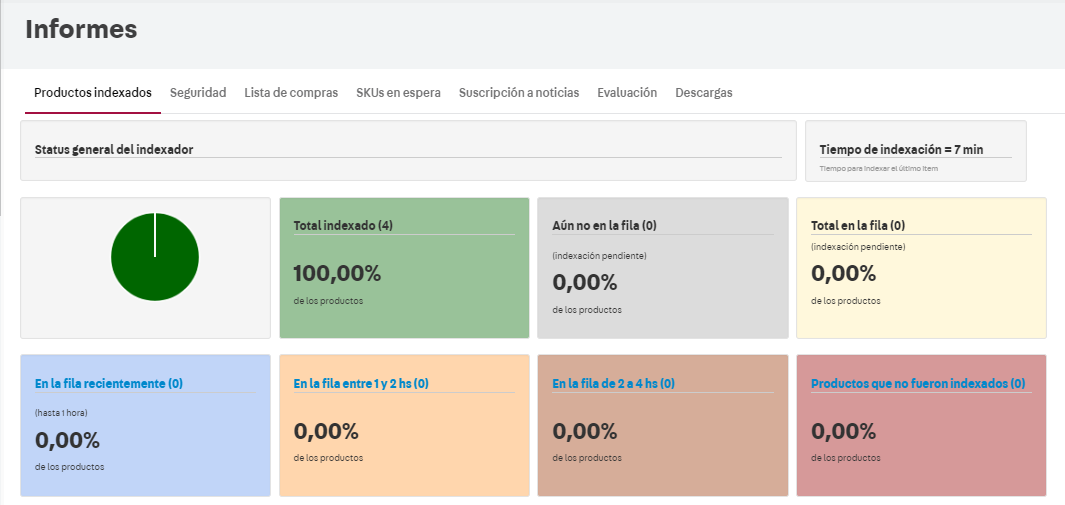 Informes
Productos indexados Seguridad Lista de compras SKUs en espera Suscripción a noticias Evaluación Descargas
Status general del indexador
Tiempo de indexación = 7 min
Tiempo para indexar el último ítem
Total indexado (4)
100,00%
de los productos
Aún no en la fila (0)
(indexación pendiente)
0,00%
de los productos
Total en la fila (0)
(indexación pendiente)
0,00%
de los productos
En la fila recientemente (0)
(hasta 1 hora)
0,00%
de los productos
En la fila entre 1 y 2 hs (0)
0,00%
de los productos
En la fila de 2 a 4 hs (0)
0,00%
de los productos
Productos que no fueron indexados (0)
0,00%
de los productos